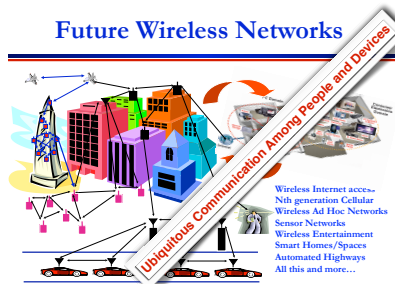 Future Wireless Networks
Ubiquitous Communication Among People and Devices
Wireless Internet access
Nth generation Cellular
Wireless Ad Hoc Networks
Sensor Networks
Wireless Entertainment
Smart Homes/Spaces
Automated Highways
All this and more…